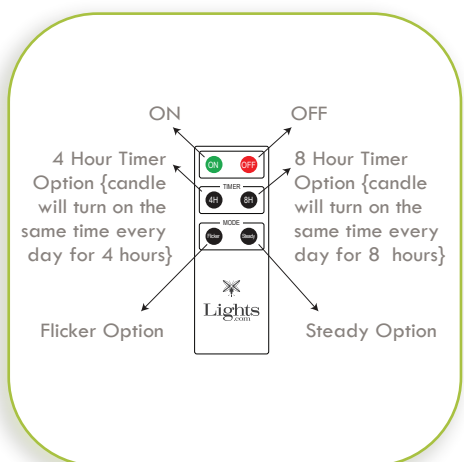 ON
OFF
4 Hour Timer
Option {candle
will turn on the
same time every
day for 4 hours}
8 Hour Timer
Option {candle
will turn on the
same time every
day for 8 hours}
ON
OFF
TIMER
4H
8H
MODE
Flicker
Steady
Lights
.com
Flicker Option
Steady Option